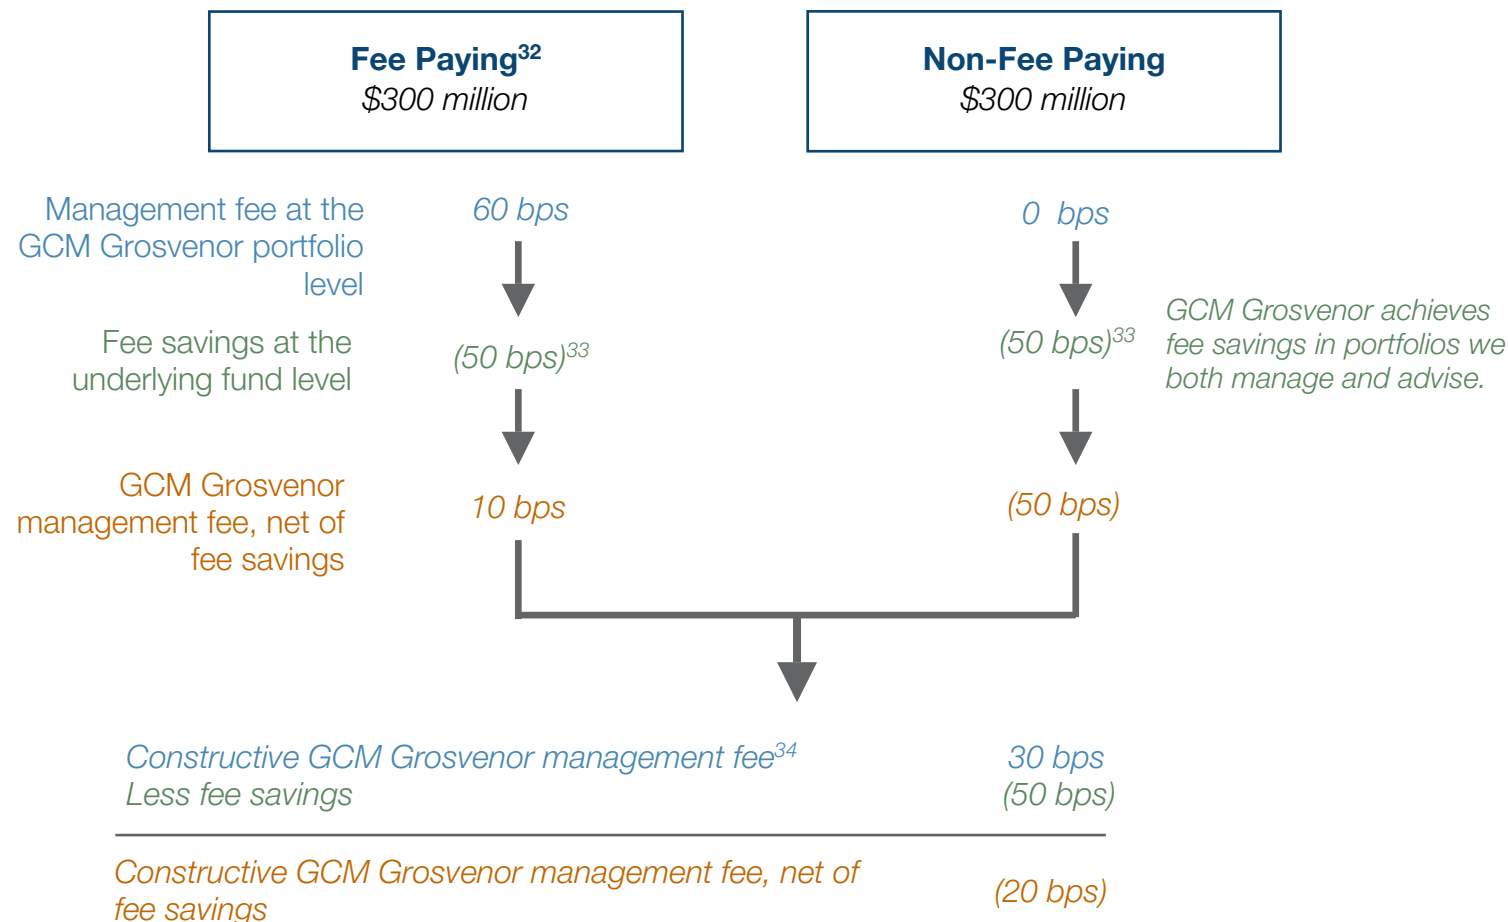 Fee Paying32
$300 million
Non-Fee Paying
$300 million
Management fee at the
GCM Grosvenor portfolio
level
60 bps
0 bps
Fee savings at the
underlying fund level
(50 bps)33
(50 bps)33
GCM Grosvenor achieves
fee savings in portfolios we
both manage and advise.
GCM Grosvenor
management fee, net of
fee savings
10 bps
(50 bps)
Constructive GCM Grosvenor management fee34
30 bps
Less fee savings
(50 bps)
Constructive GCM Grosvenor management fee, net of
fee savings
(20 bps)